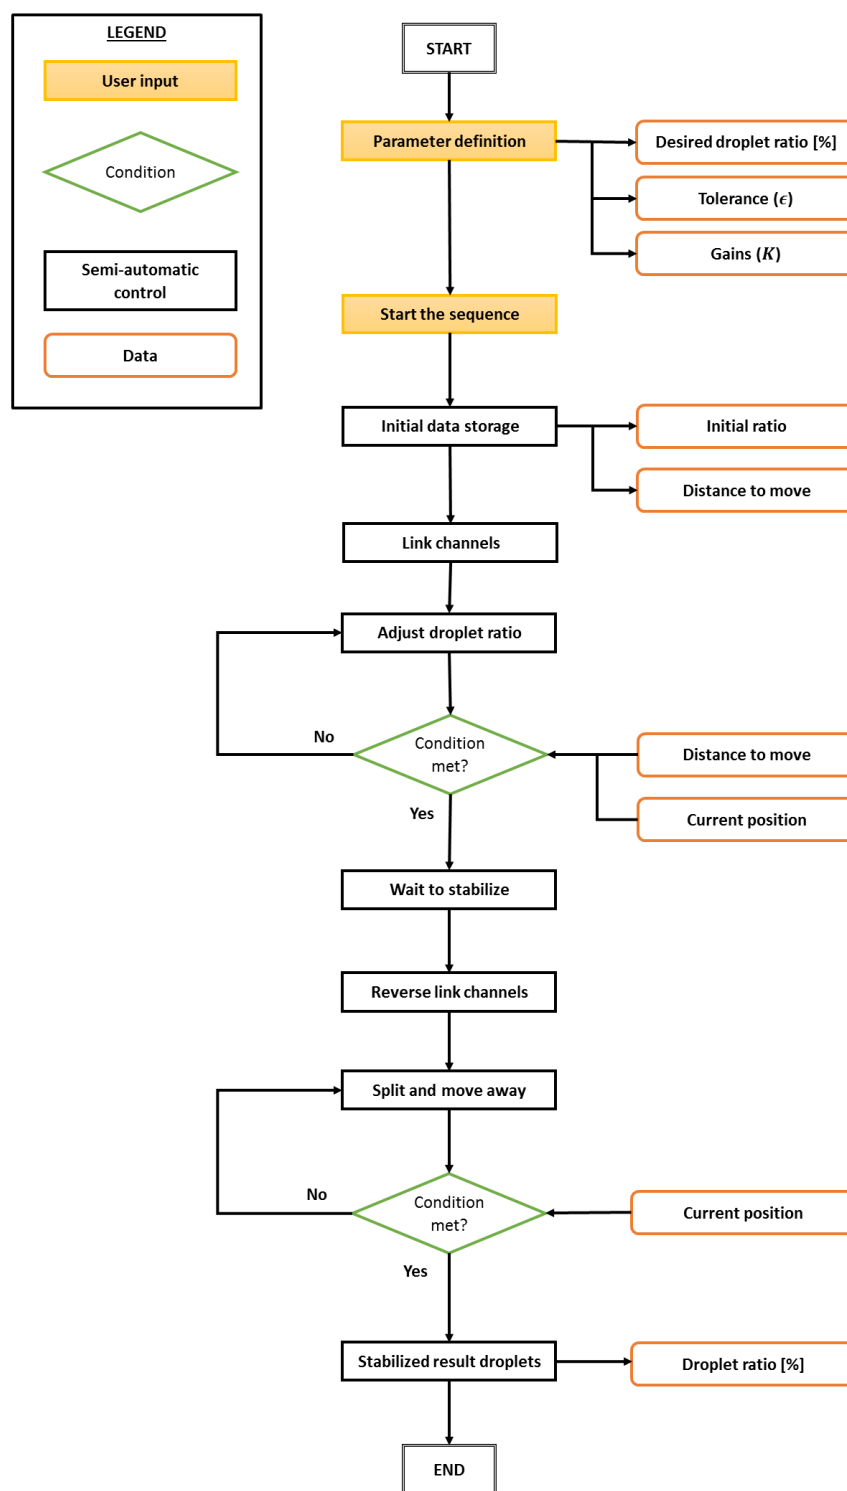 LEGEND
User input
Condition
Semi-automatic
control
Data
START
Parameter definition
Desired droplet ratio [%]
Tolerance (ϵ)
Gains (K)
Start the sequence
Initial data storage
Initial ratio
Distance to move
Link channels
Adjust droplet ratio
Condition
met?
No
Yes
Distance to move
Current position
Wait to stabilize
Reverse link channels
Split and move away
Condition
met?
No
Yes
Current position
Stabilized result droplets
Droplet ratio [%]
END